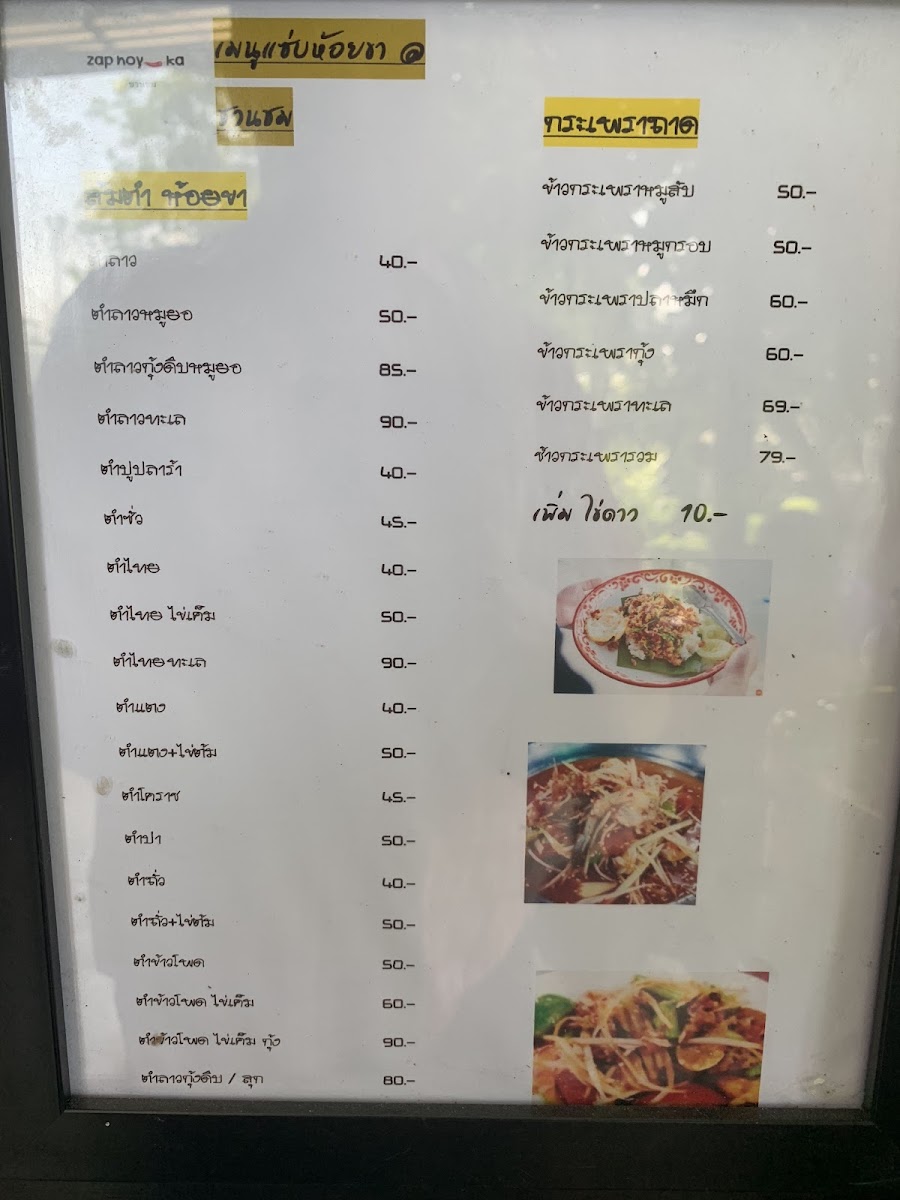 zap hoy ka
เมนูแซ่บห้อยขา @
ชวนชม
ส้มตำ ห้อยขา
ตำลาว 40.-
ตำลาวหมูยอ 50.-
ตำลาวกุ้งดิบหมูยอ 85.-
ตำลาวทะเล 90.-
ตำปูปลาร้า 40.-
ตำซั่ว 45.-
ตำไทย 40.-
ตำไทย ไข่เค็ม 50.-
ตำไทยทะเล 90.-
ตำแตง 40.-
ตำแตง+ไข่ต้ม 50.-
ตำโคราช 45.-
ตำป่า 50.-
ตำถั่ว 40.-
ตำถั่ว+ไข่ต้ม 50.-
ตำข้าวโพด 50.-
ตำข้าวโพด ไข่เค็ม 60.-
ตำข้าวโพด ไข่เค็ม กุ้ง 90.-
ตำลาวกุ้งดิบ / สุก 80.-
กระเพราถาด
ข้าวกระเพราหมูสับ 50.-
ข้าวกระเพราหมูกรอบ 50.-
ข้าวกระเพราปลาหมึก 60.-
ข้าวกระเพรากุ้ง 60.-
ข้าวกระเพราทะเล 69.-
ข้าวกระเพรารวม 79.-
เพิ่ม ไข่ดาว 10.-